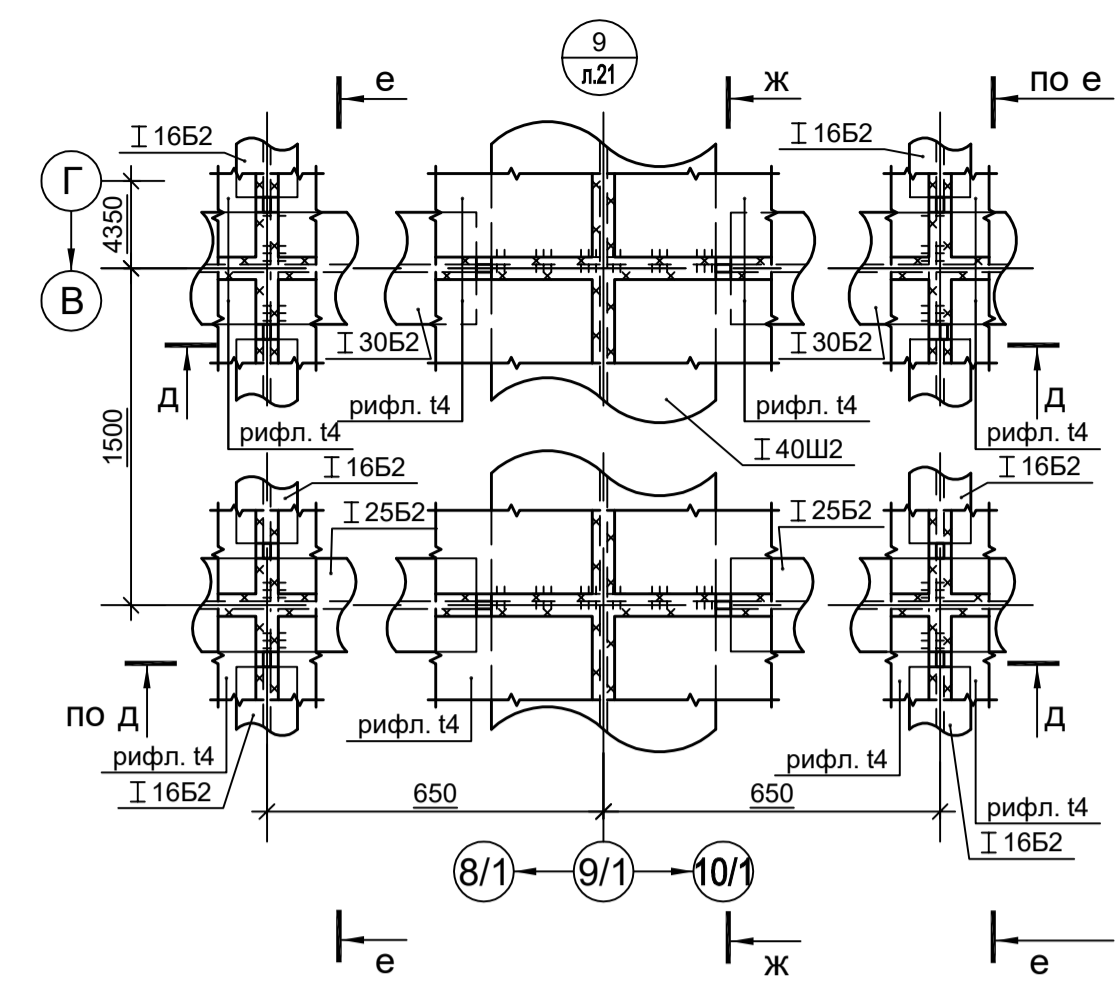 9
л.21
е
ж
по е
I 16Б2
I 16Б2
Г
4350
В
I 30Б2
I 30Б2
д
д
рифл. t4
рифл. t4
рифл. t4
рифл. t4
1500
I 40Ш2
I 16Б2
I 16Б2
I 25Б2
I 25Б2
по д
д
рифл. t4
рифл. t4
рифл. t4
I 16Б2
650
650
рифл. t4
I 16Б2
8/1
9/1
10/1
е
ж
е